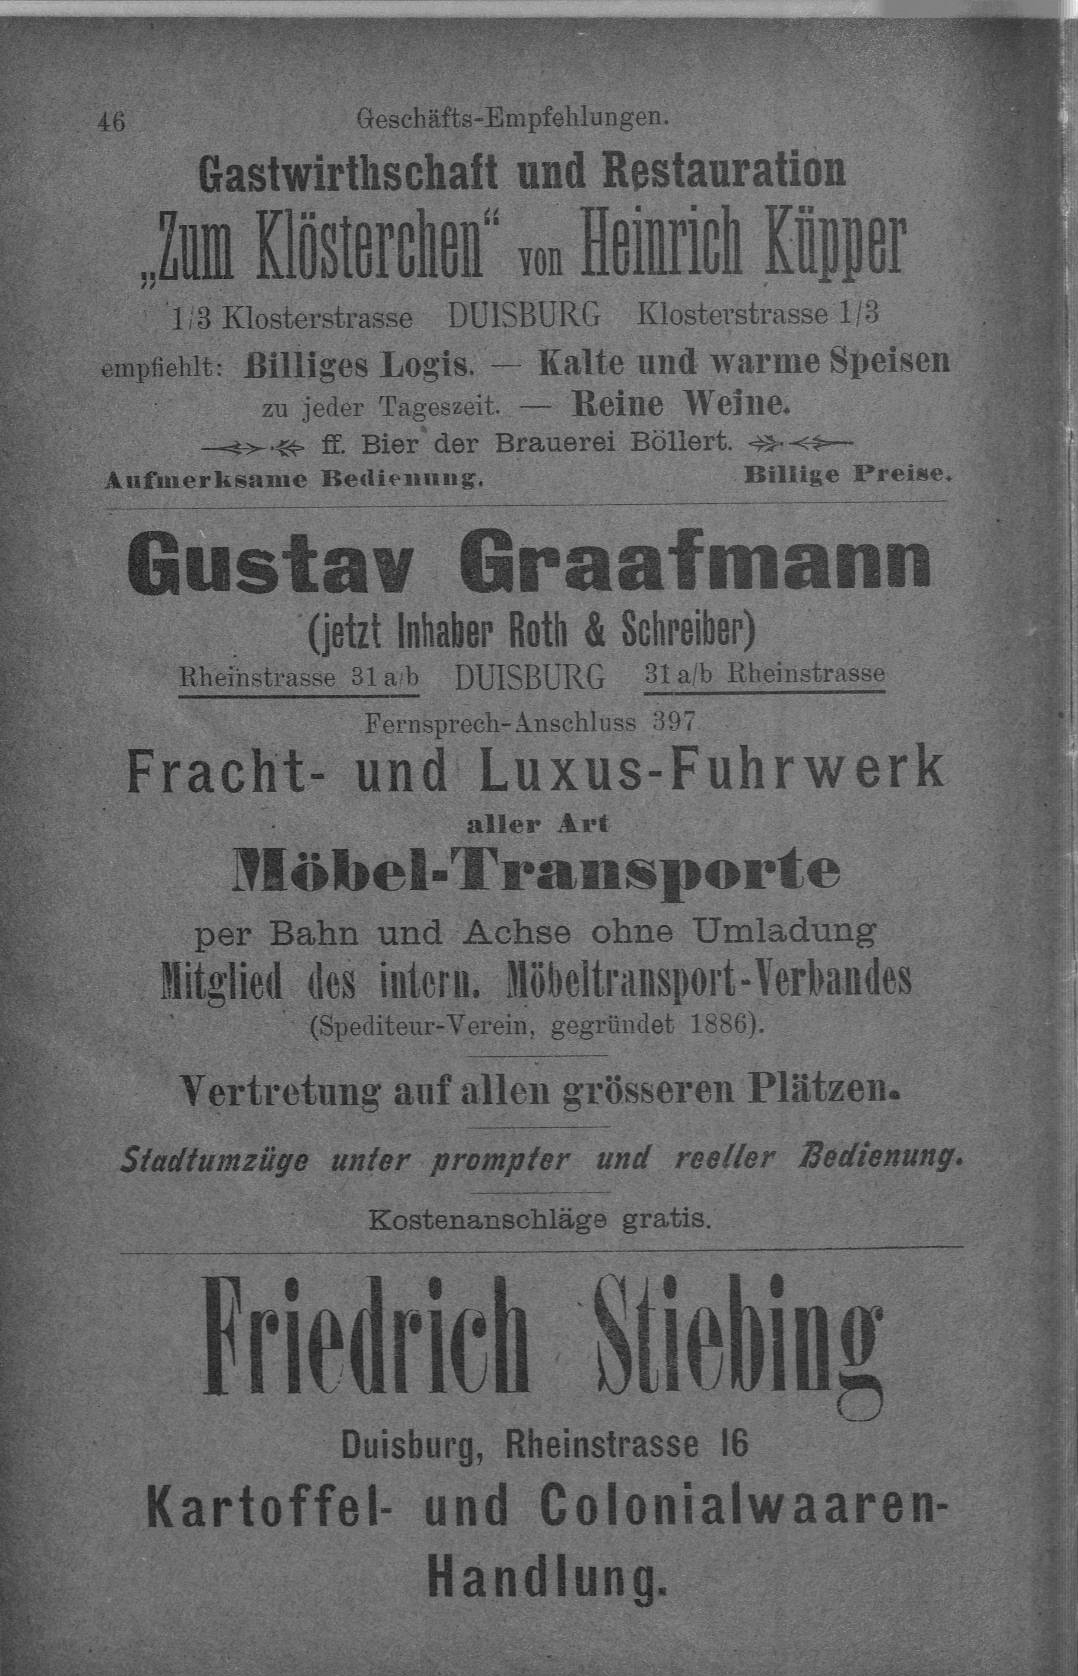 46 Geschäfts-Empfehlungen.
Gastwirthschaft und Restauration
„Zum Klösterchen“ von Heinrich Küpper
1/3 Klosterstrasse DUISBURG Klosterstrasse 1/3
empfiehlt: Billiges Logis. — Kalte und warme Speisen
zu jeder Tageszeit. — Reine Weine.
ff. Bier der Brauerei Böllert.
Aufmerksame Bedienung. Billige Preise.
Gustav Graafmann
(jetzt Inhaber Roth & Schreiber)
Rheinstrasse 31 a/b DUISBURG 31 a/b Rheinstrasse
Fernsprech-Anschluss 397
Fracht- und Luxus-Fuhrwerk
aller Art
Möbel-Transporte
per Bahn und Achse ohne Umladung
Mitglied des intern. Möbeltransport-Verbandes
(Spediteur-Verein, gegründet 1886).
Vertretung auf allen grösseren Plätzen.
Stadtumzüge unter prompter und reeller Bedienung.
Kostenanschläge gratis.
Friedrich Stiebing
Duisburg, Rheinstrasse 16
Kartoffel- und Colonialwaaren-
Handlung.